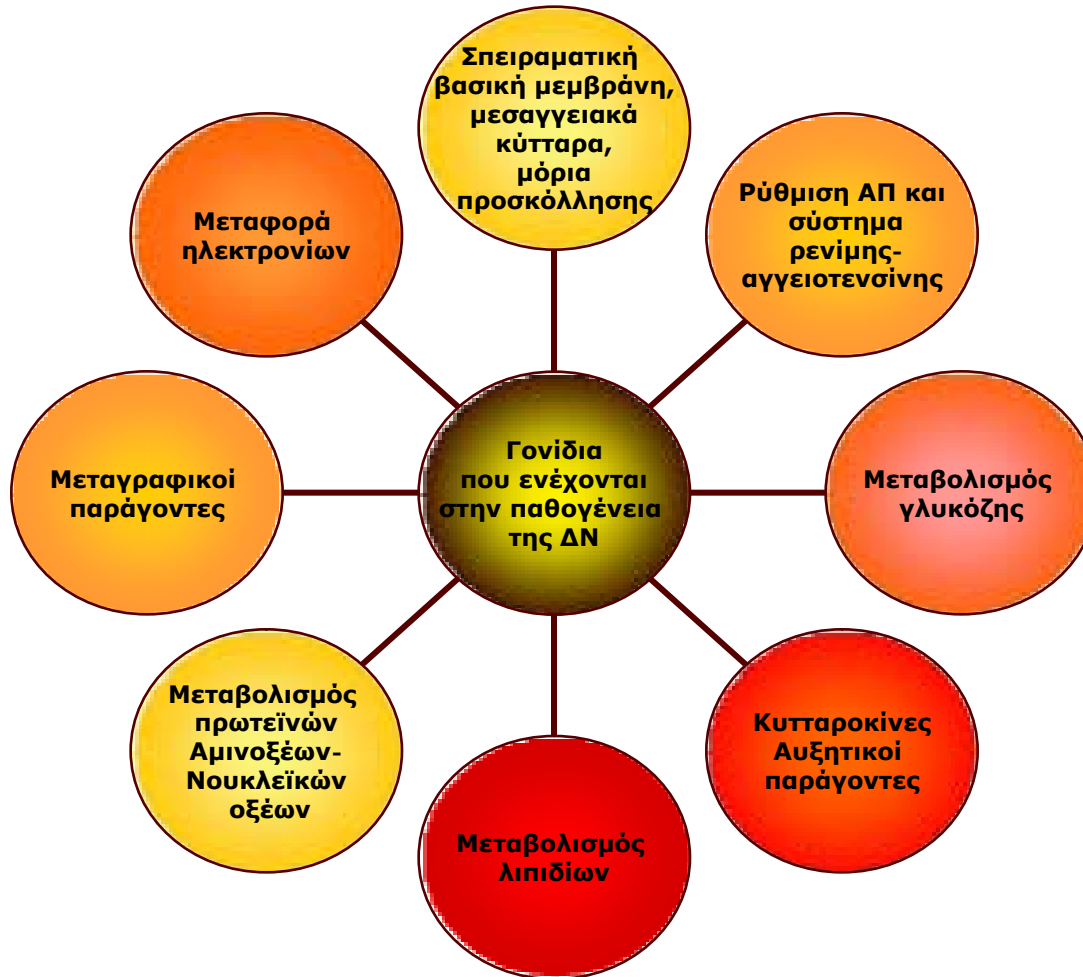 Σπειραματική
βασική μεμβράνη,
μεσαγγειακά
κύτταρα,
μόρια
προσκόλλησης
Ρύθμιση ΑΠ και
σύστημα
ρενίμης-
αγγειοτενσίνης
Μεταβολισμός
γλυκόζης
Κυτταροκίνες
Αυξητικοί
παράγοντες
Μεταβολισμός
λιπιδίων
Μεταβολισμός
πρωτεϊνών
Αμινοξέων-
Νουκλεϊκών
οξέων
Μεταγραφικοί
παράγοντες
Μεταφορά
ηλεκτρονίων
Γονίδια
που ενέχονται
στην παθογένεια
της ΔΝ